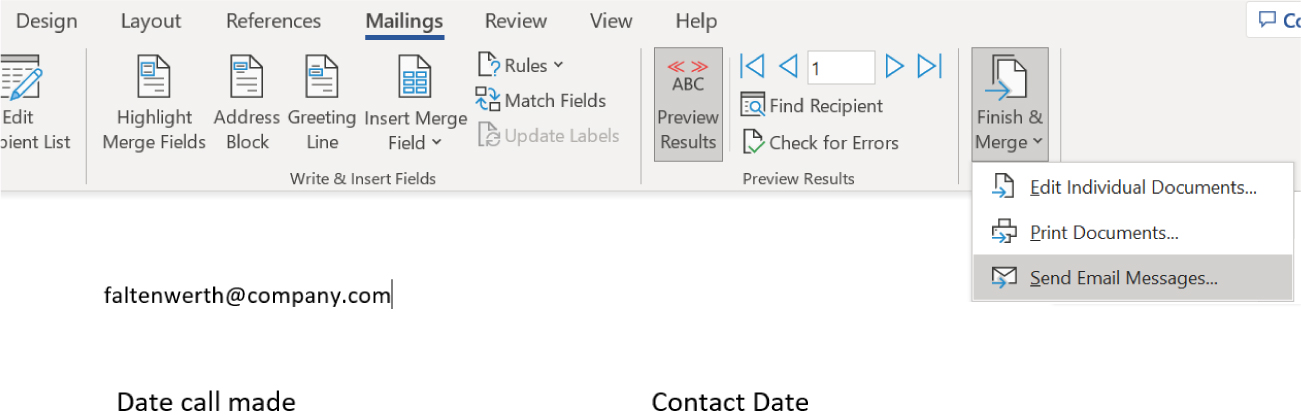 Design Layout References Mailings Review View Help
Edit
List
Highlight
Merge Fields
Address
Block
Greeting
Line
Insert Merge
Field
Rules
Match Fields
Update Labels
Write & Insert Fields
ABC
Preview
Results
1
Find Recipient
Check for Errors
Preview Results
Finish &
Merge
Edit Individual Documents...
Print Documents...
Send Email Messages...
faltenwerth@company.com
Date call made Contact Date